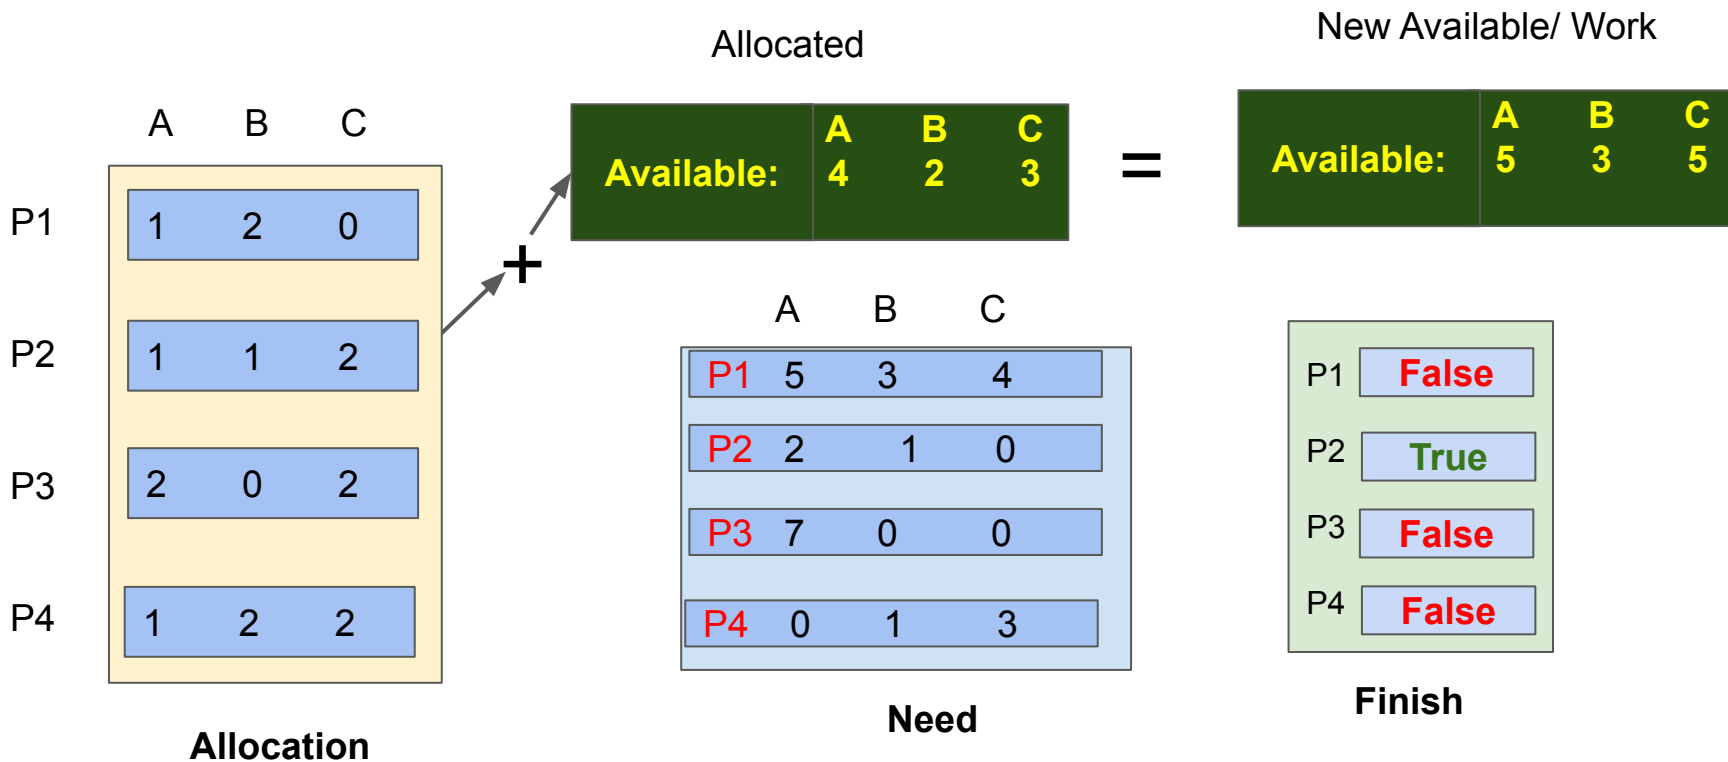 Allocated
New Available/ Work
A B C
Available: 4 2 3
=
A B C
Available: 5 3 5
A B C
P1 1 2 0
P2 1 1 2
P3 2 0 2
P4 1 2 2
Allocation
+
A B C
P1 5 3 4
P2 2 1 0
P3 7 0 0
P4 0 1 3
Need
P1 False
P2 True
P3 False
P4 False
Finish